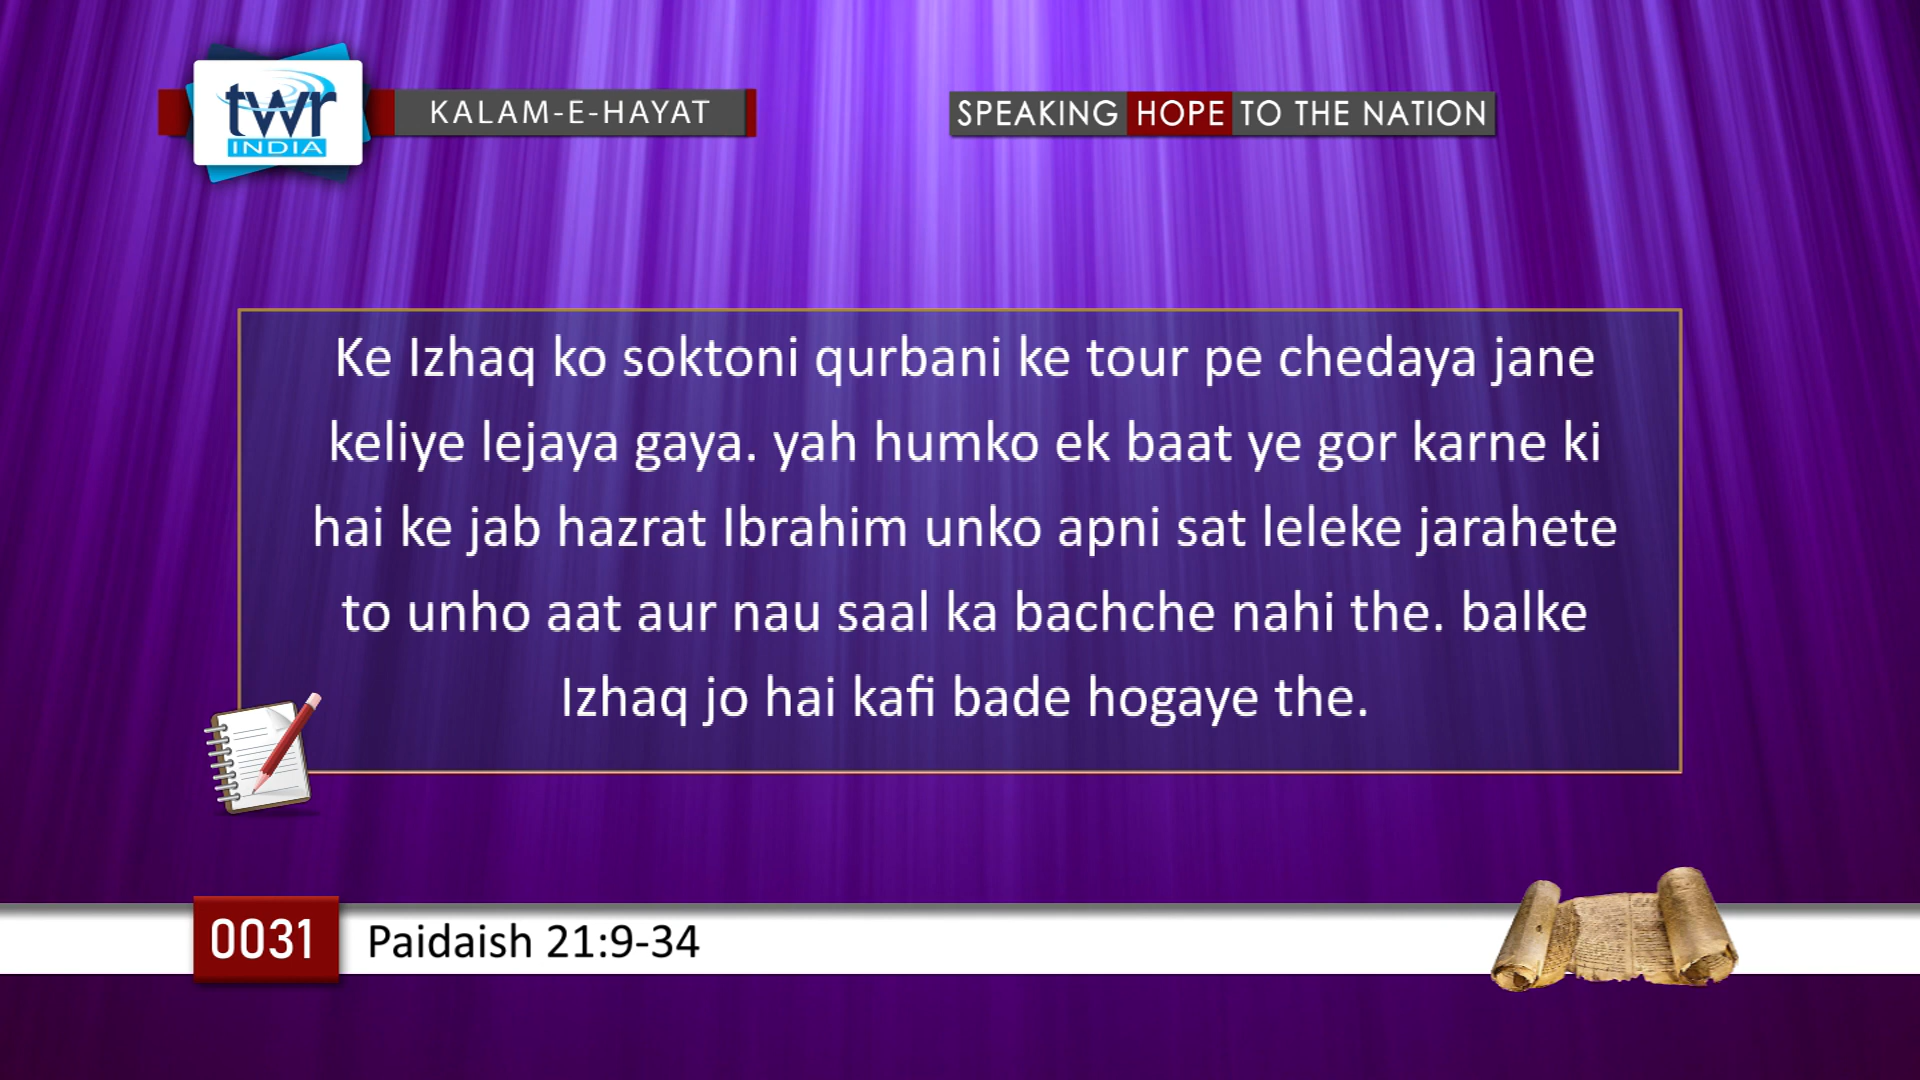 twr
INDIA
KALAM-E-HAYAT
SPEAKING HOPE TO THE NATION
Ke Izhaq ko soktoni qurbani ke tour pe chedaya jane
keliye lejaya gaya. yah humko ek baat ye gor karne ki
hai ke jab hazrat Ibrahim unko apni sat leleke jarahete
to unho aat aur nau saal ka bachche nahi the. balke
Izhaq jo hai kafi bade hogaye the.
0031 Paidaish 21:9-34